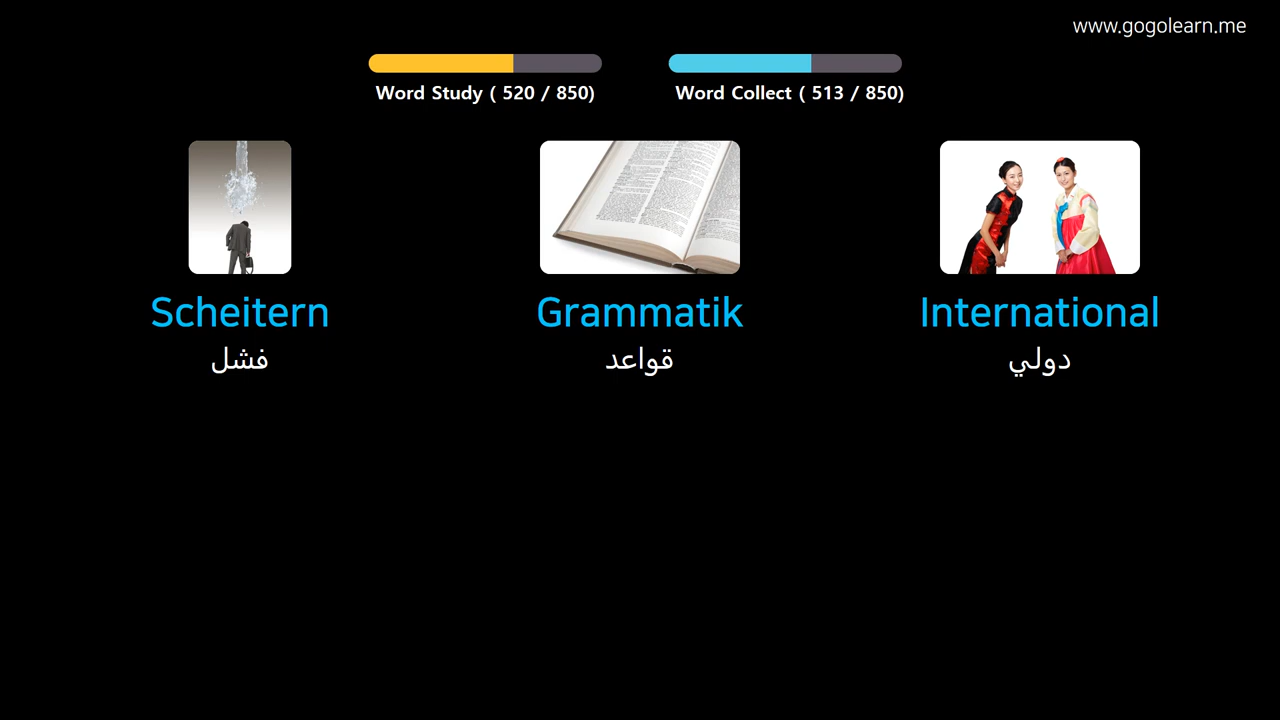 www.gogolearn.me
Word Study ( 520 / 850)
Word Collect ( 513 / 850)
Scheitern
فشل
Grammatik
قواعد
International
دولي